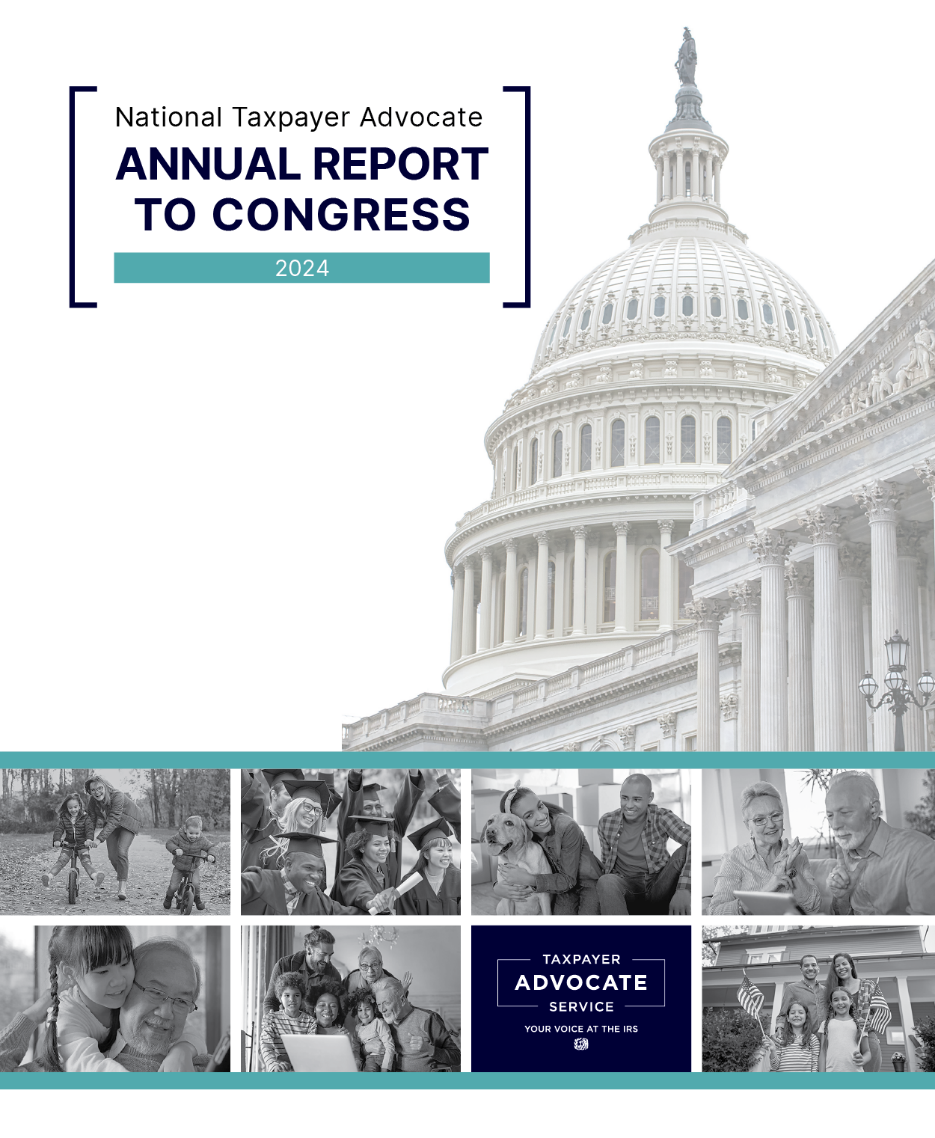 National Taxpayer Advocate
ANNUAL REPORT
TO CONGRESS
2024
TAXPAYER
ADVOCATE
SERVICE
YOUR VOICE AT THE IRS